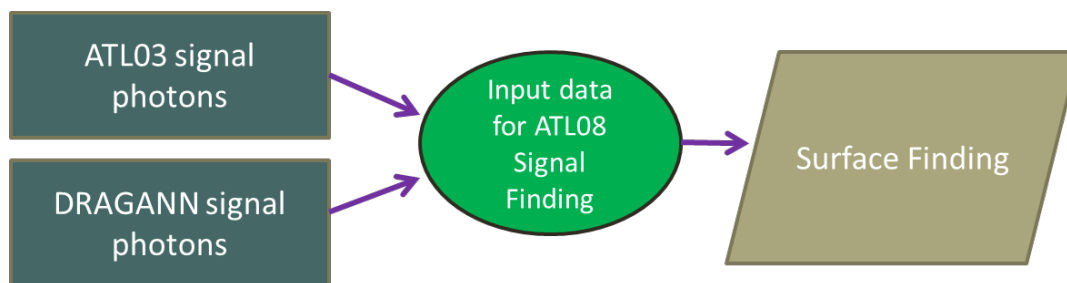 ATL03 signal
photons
DRAGANN signal
photons
Input data
for ATL08
Signal
Finding
Surface Finding